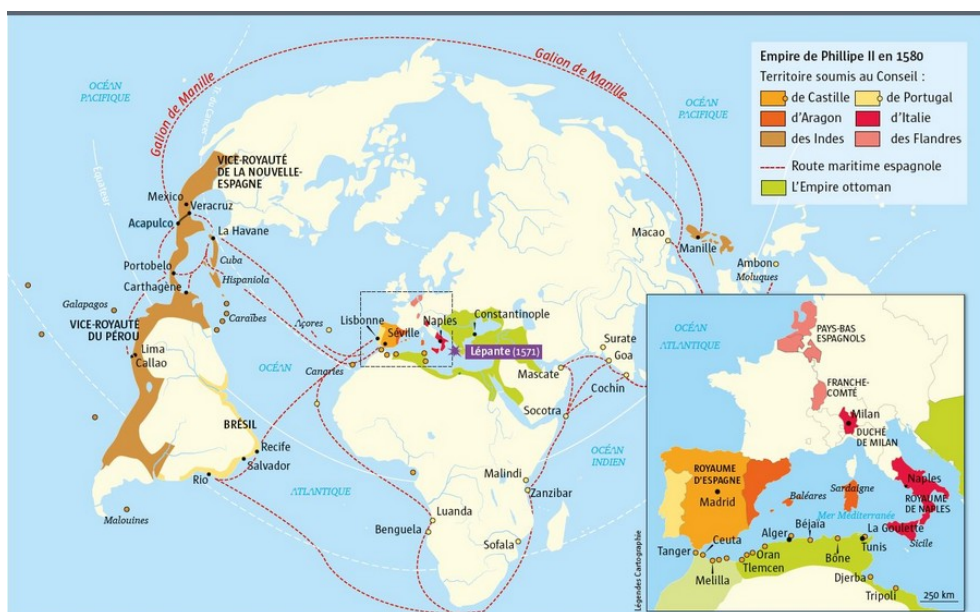 Empire de Phillipe II en 1580
Territoire soumis au Conseil :
de Castille
de Portugal
d'Aragon
d'Italie
des Indes
des Flandres
Route maritime espagnole
L'Empire ottoman
OCÉAN
PACIFIQUE
Équateur
Tr. du Cancer
Galion de Manille
Galion de Manille
OCÉAN
PACIFIQUE
VICE-ROYAUTÉ
DE LA NOUVELLE-
ESPAGNE
Mexico
Veracruz
Acapulco
La Havane
Cuba
Portobelo
Hispaniola
Carthagène
Galapagos
Caraïbes
VICE-ROYAUTÉ
DU PÉROU
Lima
Callao
BRÉSIL
Recife
Salvador
Rio
Malouines
OCÉAN
ATLANTIQUE
Açores
Canaries
Lisbonne
Séville
Naples
Constantinople
Lépante (1571)
Macao
Manille
Ambon
Moluques
Surate
Goa
Mascate
Cochin
Socotra
OCÉAN
INDIEN
Malindi
Zanzibar
Luanda
Benguela
Sofala
OCÉAN
ATLANTIQUE
PAYS-BAS
ESPAGNOLS
FRANCHE-
COMTÉ
Milan
DUCHÉ
DE MILAN
ROYAUME
D'ESPAGNE
Madrid
Baléares
Sardaigne
Mer Méditerranée
Naples
ROYAUME
DE NAPLES
Sicile
Tanger
Ceuta
Melilla
Oran
Tlemcen
Alger
Béjaïa
Bône
La Goulette
Tunis
Djerba
Tripoli
250 km
Légendes Cartographie